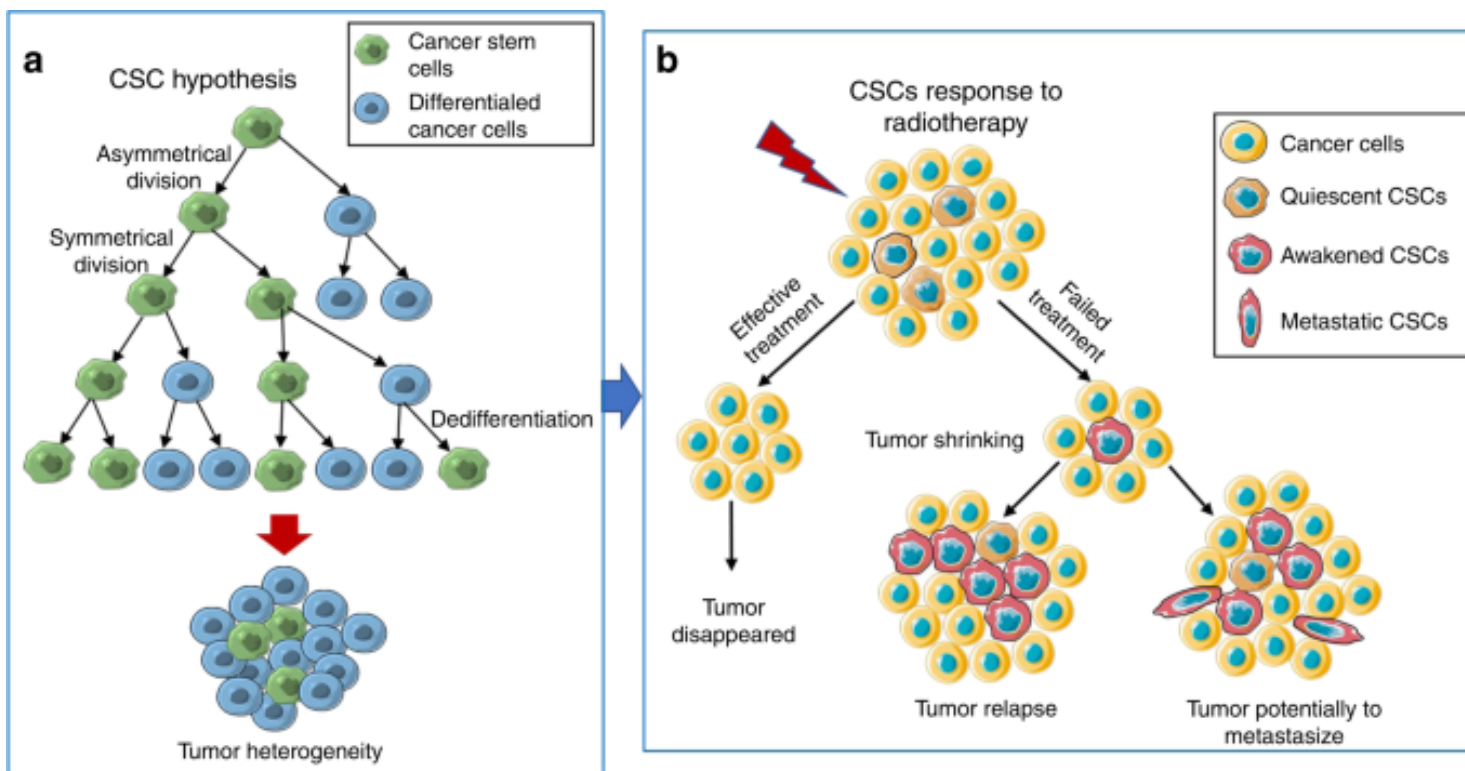 a
CSC hypothesis
Cancer stem
cells
Differentialed
cancer cells
Asymmetrical
division
Symmetrical
division
Dedifferentiation
Tumor heterogeneity
b
CSCs response to
radiotherapy
Cancer cells
Quiescent CSCs
Awakened CSCs
Metastatic CSCs
Effective
treatment
Failed
treatment
Tumor shrinking
Tumor
disappeared
Tumor relapse
Tumor potentially to
metastasize